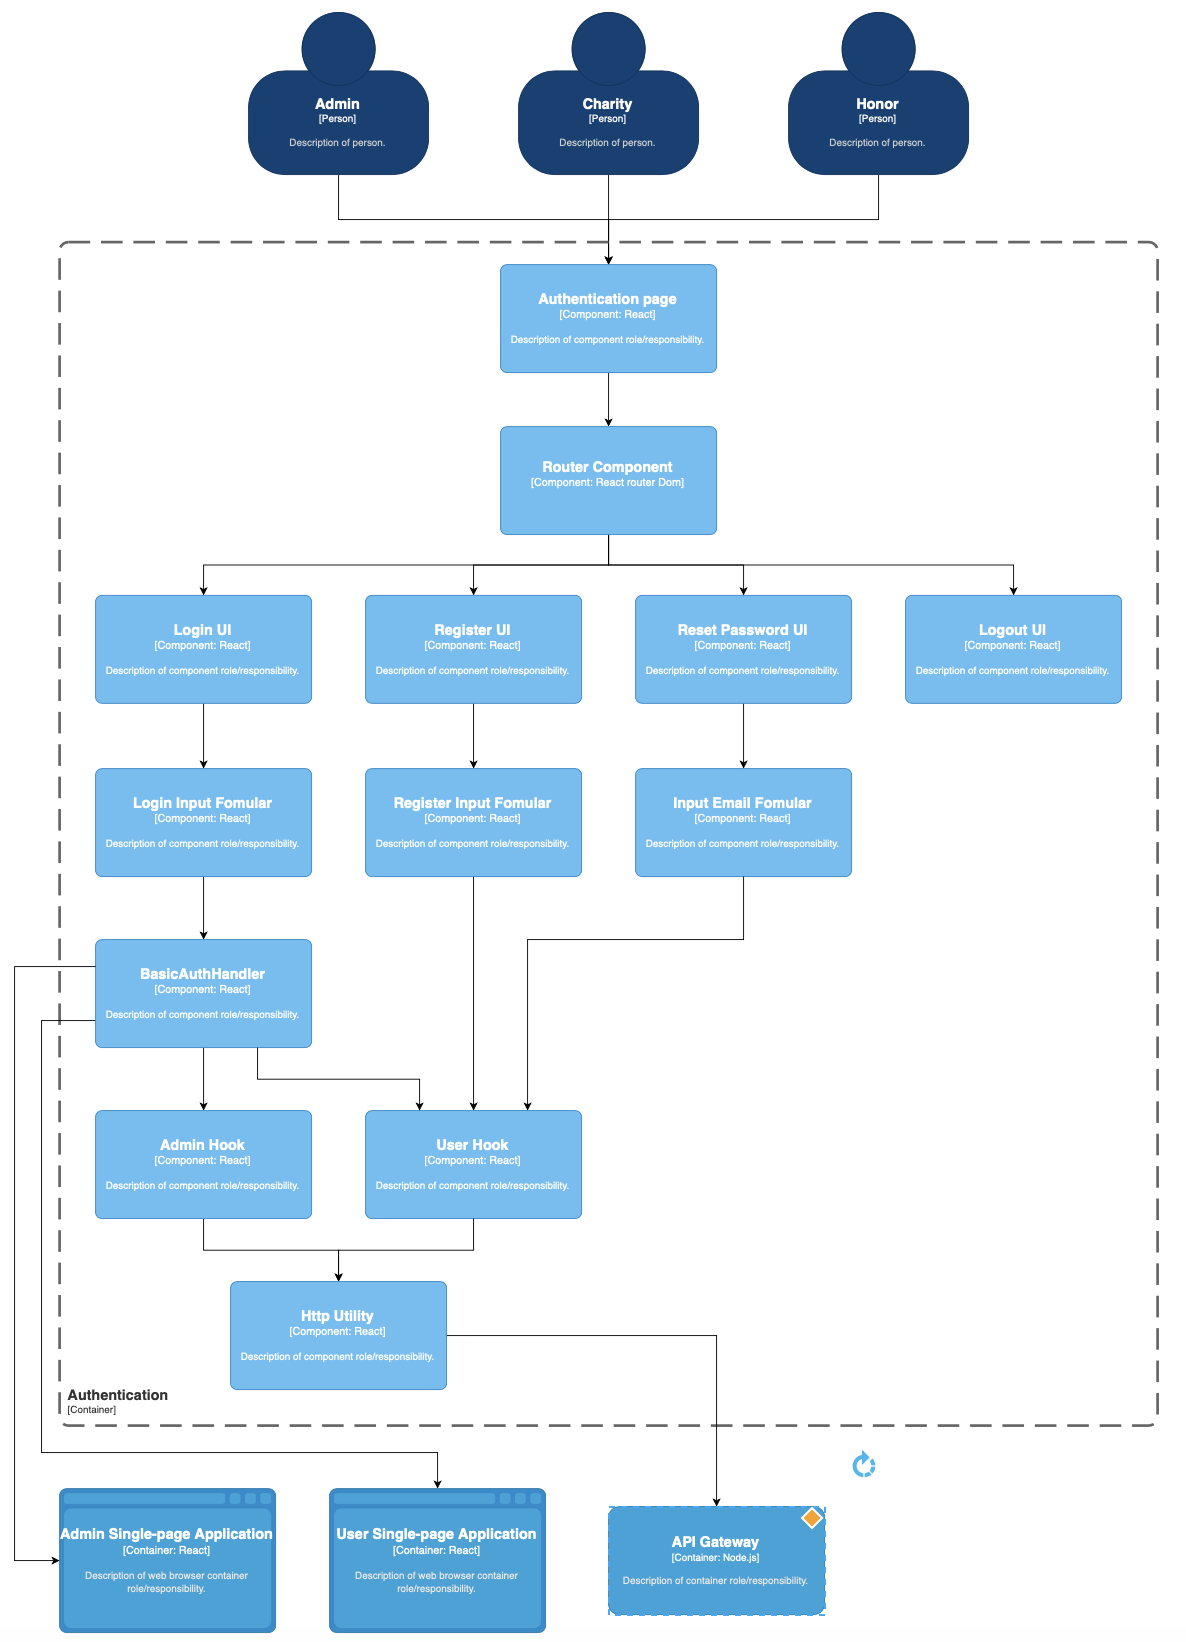 Admin
[Person]
Description of person.
Charity
[Person]
Description of person.
Honor
[Person]
Description of person.
Authentication page
[Component: React]
Description of component role/responsibility.
Router Component
[Component: React router Dom]
Login UI
[Component: React]
Description of component role/responsibility.
Register UI
[Component: React]
Description of component role/responsibility.
Reset Password UI
[Component: React]
Description of component role/responsibility.
Logout UI
[Component: React]
Description of component role/responsibility.
Login Input Fomular
[Component: React]
Description of component role/responsibility.
Register Input Fomular
[Component: React]
Description of component role/responsibility.
Input Email Fomular
[Component: React]
Description of component role/responsibility.
BasicAuthHandler
[Component: React]
Description of component role/responsibility.
Admin Hook
[Component: React]
Description of component role/responsibility.
User Hook
[Component: React]
Description of component role/responsibility.
Http Utility
[Component: React]
Description of component role/responsibility.
Authentication
[Container]
Admin Single-page Application
[Container: React]
Description of web browser container
role/responsibility.
User Single-page Application
[Container: React]
Description of web browser container
role/responsibility.
API Gateway
[Container: Node.js]
Description of container role/responsibility.